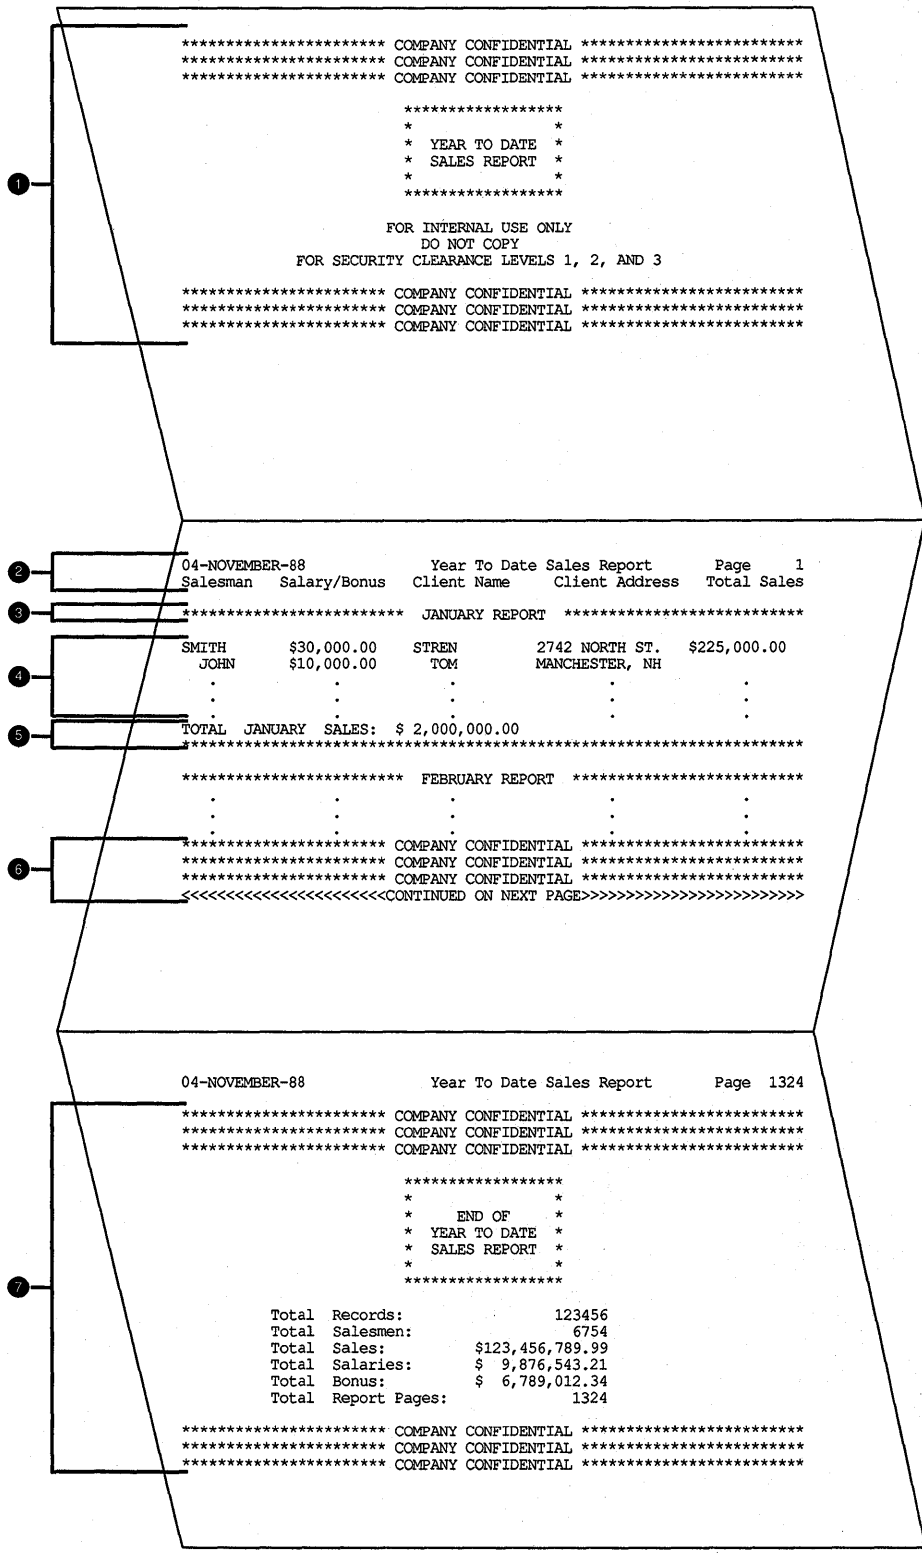 ********************** COMPANY CONFIDENTIAL ************************
********************** COMPANY CONFIDENTIAL ************************
********************** COMPANY CONFIDENTIAL ************************
******************
*                *
*  YEAR TO DATE  *
*  SALES REPORT  *
*                *
******************
1
FOR INTERNAL USE ONLY
DO NOT COPY
FOR SECURITY CLEARANCE LEVELS 1, 2, AND 3
********************** COMPANY CONFIDENTIAL ************************
********************** COMPANY CONFIDENTIAL ************************
********************** COMPANY CONFIDENTIAL ************************
2
04-NOVEMBER-88 Year To Date Sales Report Page 1
Salesman Salary/Bonus Client Name Client Address Total Sales
3
************************* JANUARY REPORT ***************************
4
SMITH $30,000.00 STREN 2742 NORTH ST. $225,000.00
JOHN $10,000.00 TOM MANCHESTER, NH
. . . . .
. . . . .
. . . . .
5
TOTAL JANUARY SALES: $ 2,000,000.00
**********************************************************************
************************* FEBRUARY REPORT **************************
. . . . .
. . . . .
. . . . .
6
********************** COMPANY CONFIDENTIAL ************************
********************** COMPANY CONFIDENTIAL ************************
********************** COMPANY CONFIDENTIAL ************************
<<<<<<<<<<<<<<<<<<<<<<<CONTINUED ON NEXT PAGE>>>>>>>>>>>>>>>>>>>>>>>>>
04-NOVEMBER-88 Year To Date Sales Report Page 1324
********************** COMPANY CONFIDENTIAL ************************
********************** COMPANY CONFIDENTIAL ************************
********************** COMPANY CONFIDENTIAL ************************
******************
*                *
*     END OF     *
*  YEAR TO DATE  *
*  SALES REPORT  *
*                *
******************
7
Total Records: 123456
Total Salesmen: 6754
Total Sales: $123,456,789.99
Total Salaries: $ 9,876,543.21
Total Bonus: $ 6,789,012.34
Total Report Pages: 1324
********************** COMPANY CONFIDENTIAL ************************
********************** COMPANY CONFIDENTIAL ************************
********************** COMPANY CONFIDENTIAL ************************